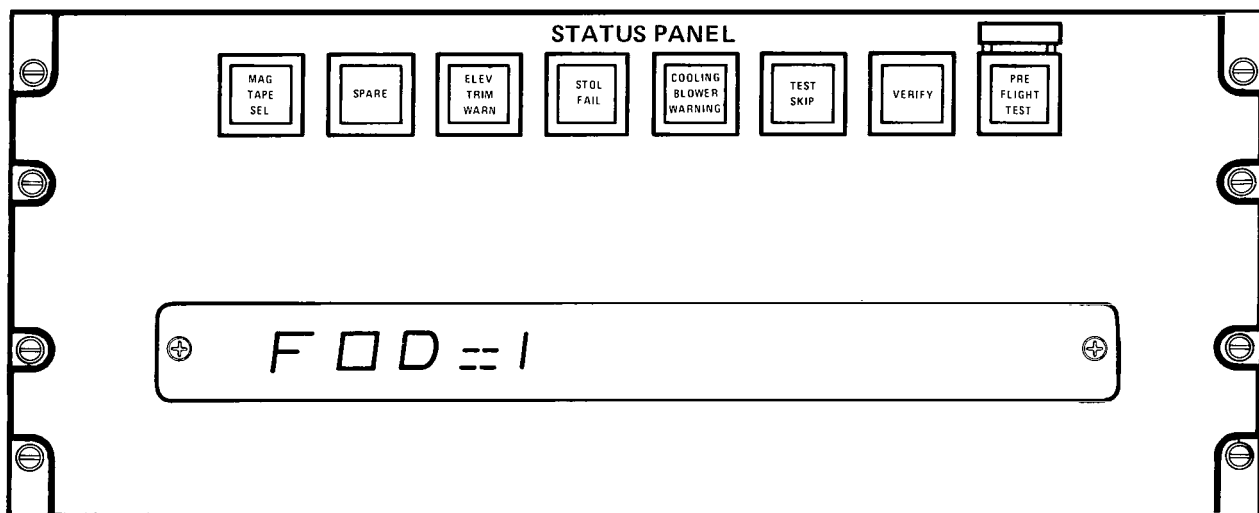 STATUS PANEL
MAG
TAPE
SEL
SPARE
ELEV
TRIM
WARN
STOL
FAIL
COOLING
BLOWER
WARNING
TEST
SKIP
VERIFY
PRE
FLIGHT
TEST
F O D = 1